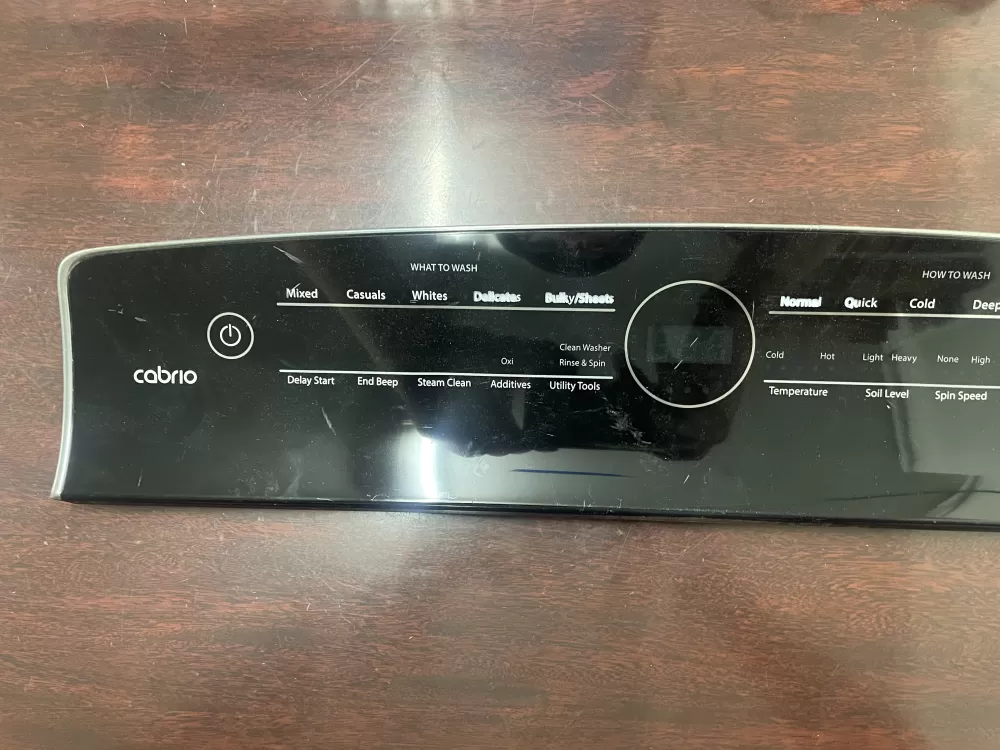 WHAT TO WASH
Mixed Casuals Whites Delicates Bulky/Sheets
Clean Washer
Oxi Rinse & Spin
Delay Start End Beep Steam Clean Additives Utility Tools
cabrio
HOW TO WASH
Normal Quick Cold Deep
Cold Hot Light Heavy None High
Temperature Soil Level Spin Speed